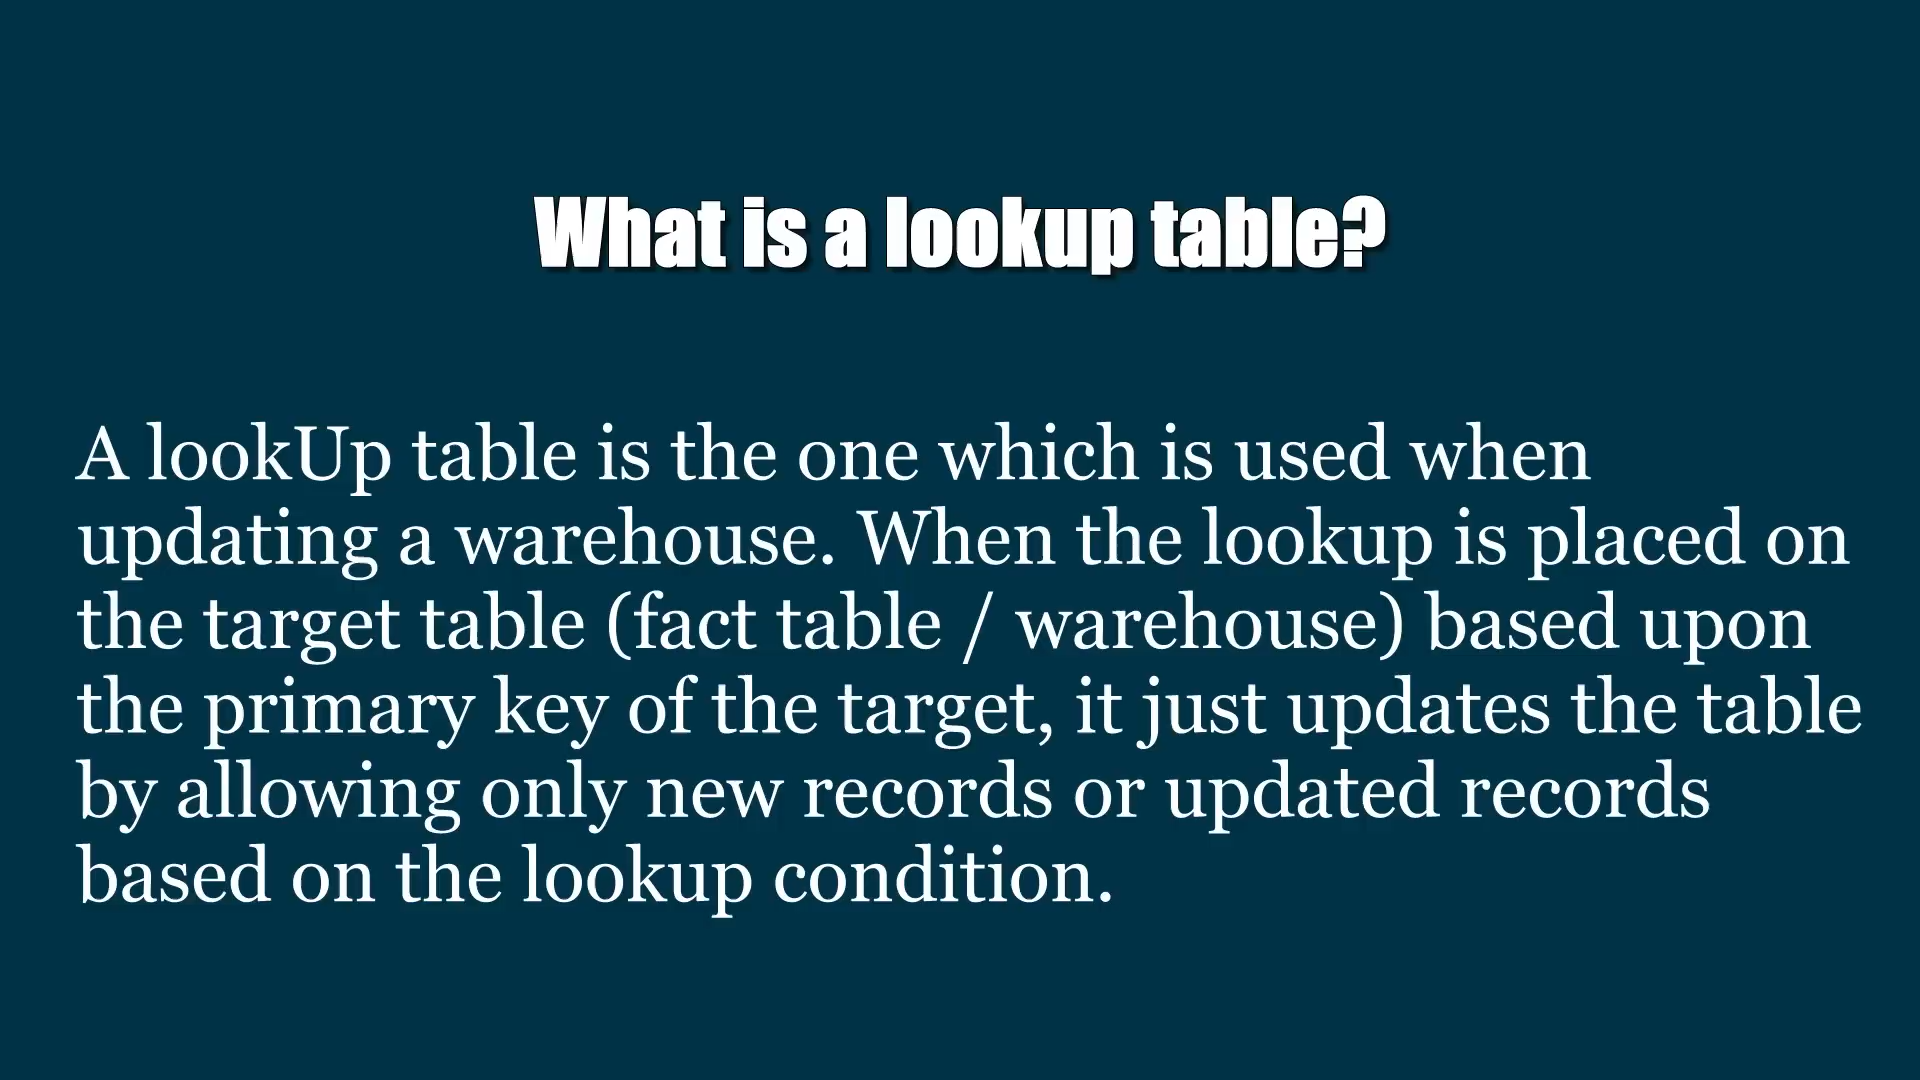 What is a lookup table?
A lookUp table is the one which is used when
updating a warehouse. When the lookup is placed on
the target table (fact table / warehouse) based upon
the primary key of the target, it just updates the table
by allowing only new records or updated records
based on the lookup condition.